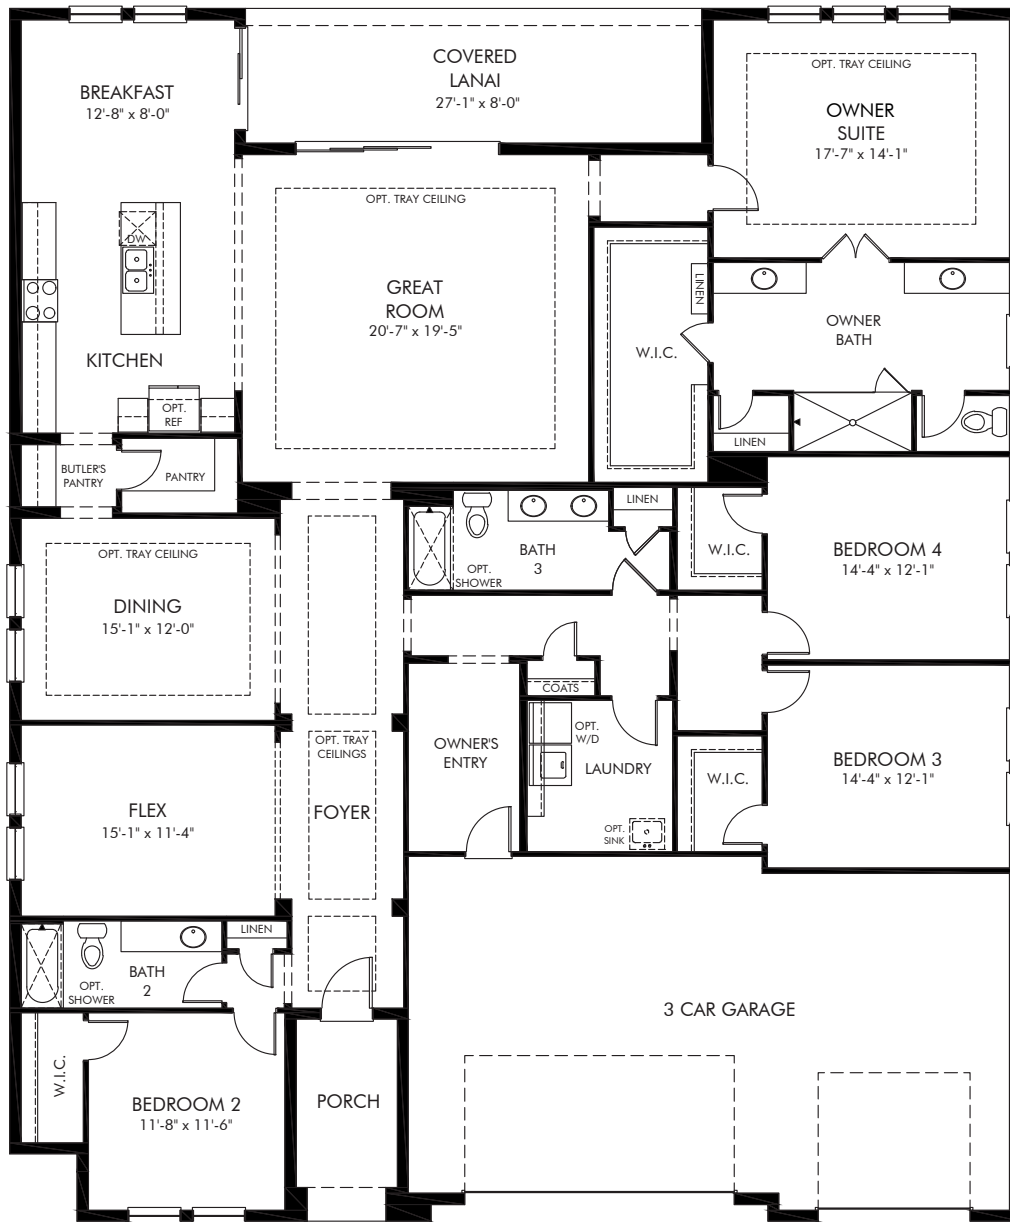 COVERED
LANAI
27'-1" x 8'-0"
BREAKFAST
12'-8" x 8'-0"
OPT. TRAY CEILING
OWNER
SUITE
17'-7" x 14'-1"
OPT. TRAY CEILING
DW
GREAT
ROOM
20'-7" x 19'-5"
LINEN
W.I.C.
OWNER
BATH
KITCHEN
OPT.
REF
LINEN
BUTLER'S
PANTRY
PANTRY
OPT. TRAY CEILING
DINING
15'-1" x 12'-0"
LINEN
BATH
3
OPT.
SHOWER
W.I.C.
BEDROOM 4
14'-4" x 12'-1"
COATS
OPT. TRAY
CEILINGS
OWNER'S
ENTRY
OPT.
W/D
LAUNDRY
W.I.C.
BEDROOM 3
14'-4" x 12'-1"
FLEX
15'-1" x 11'-4"
FOYER
OPT.
SINK
LINEN
BATH
2
OPT.
SHOWER
3 CAR GARAGE
W.I.C.
BEDROOM 2
11'-8" x 11'-6"
PORCH